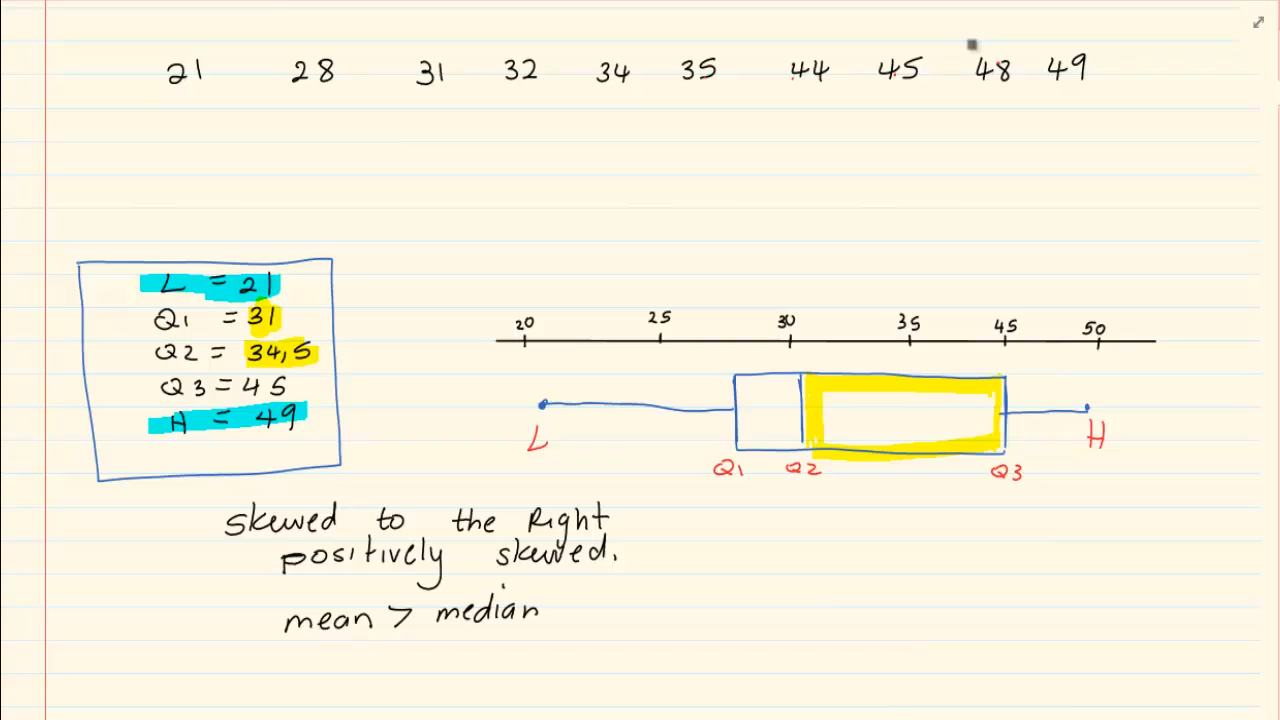 21 28 31 32 34 35 44 45 48 49
L = 21
Q1 = 31
Q2 = 34,5
Q3 = 45
H = 49
20 25 30 35 45 50
L H
Q1 Q2 Q3
skewed to the Right
positively skewed.
mean > median